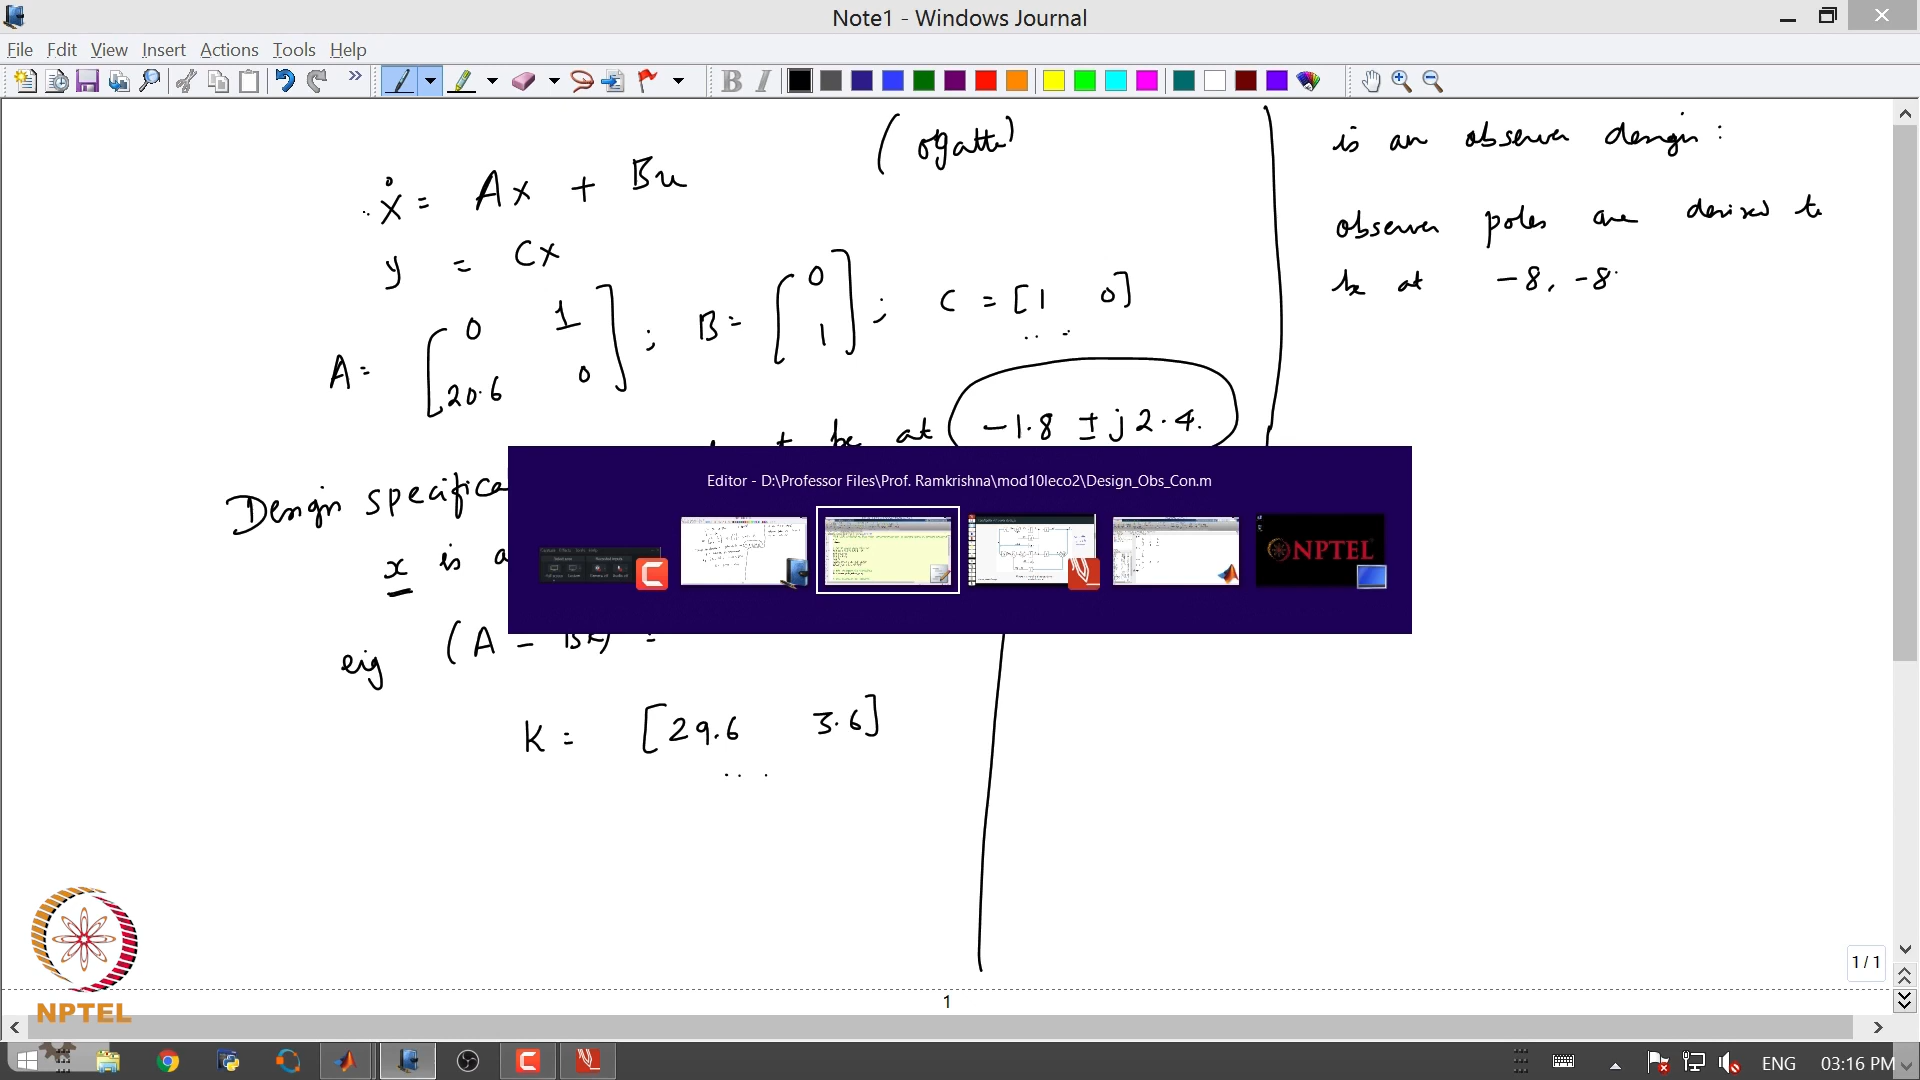 Note1 - Windows Journal
File Edit View Insert Actions Tools Help
B I
(ogatta)
ẋ = Ax + Bu
y = Cx
A = [0 1; 20.6 0]; B = [0; 1]; C = [1 0]
be at -1.8 ± j2.4.
Design specifica
x is a
eig (A - BK) =
K = [29.6 3.6]
is an observer design:
observer poles are desired to
be at -8, -8
Editor - D:\Professor Files\Prof. Ramkrishna\mod10leco2\Design_Obs_Con.m
NPTEL
NPTEL
1 / 1
1
ENG 03:16 PM